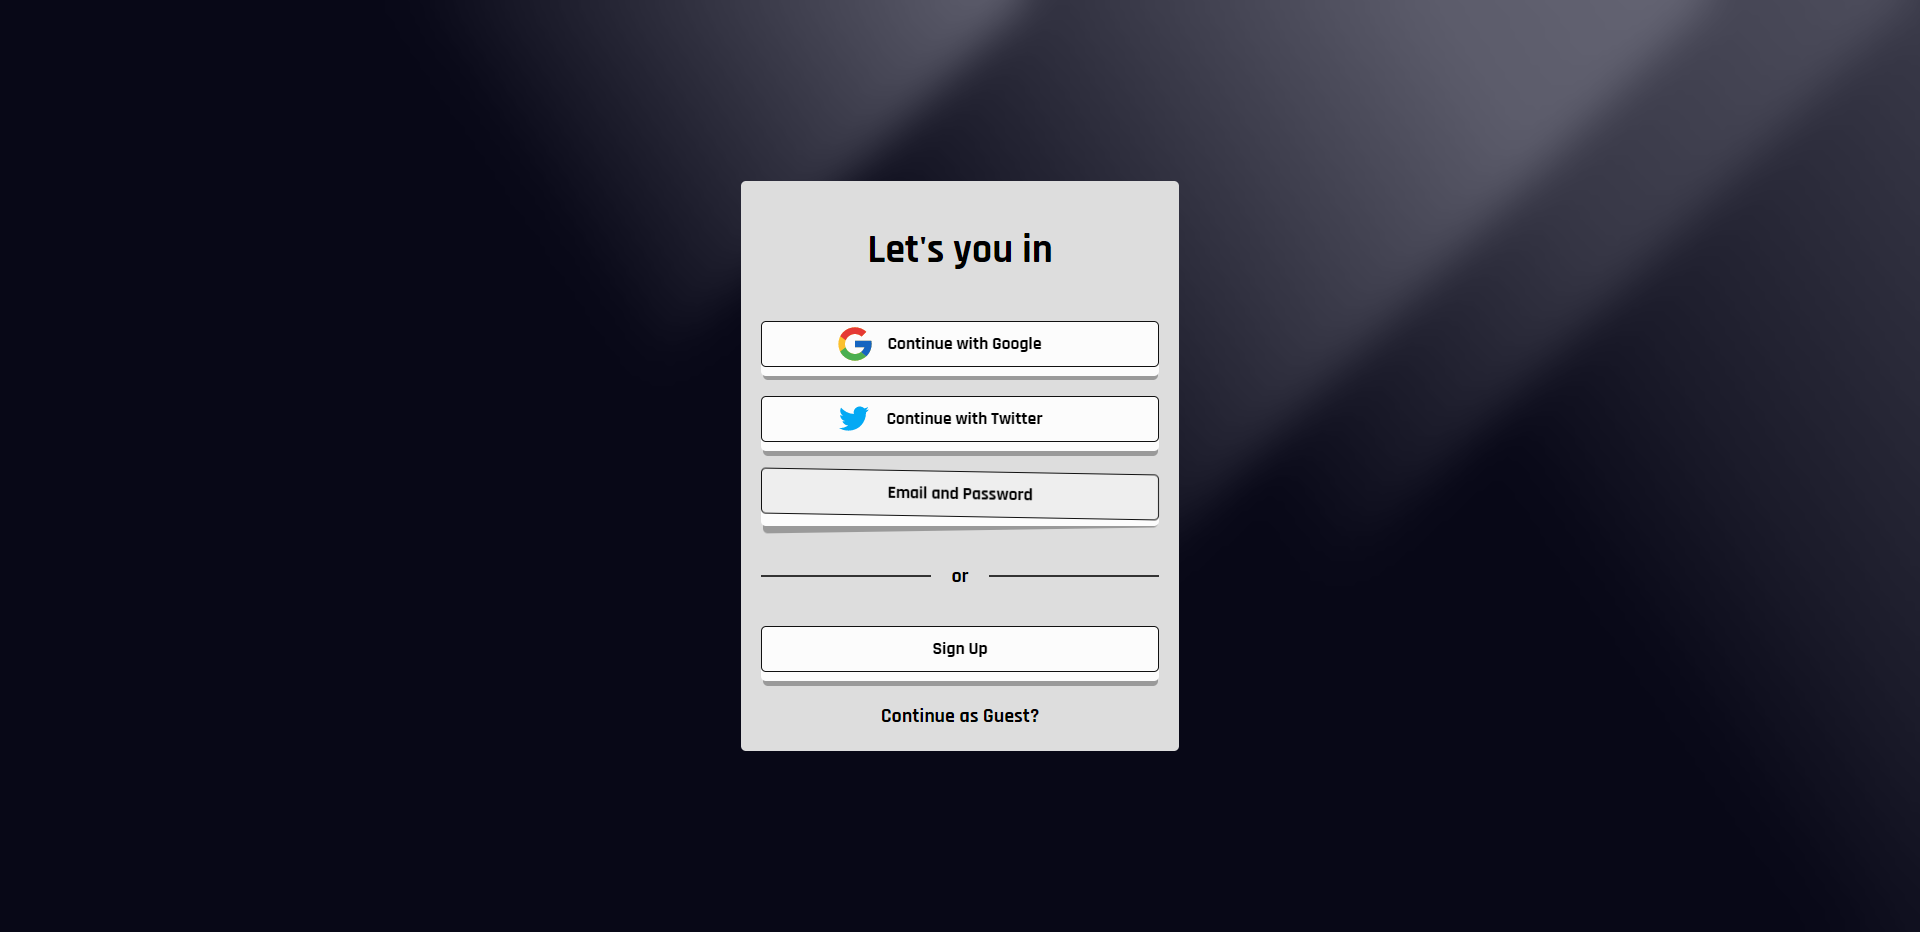 Let's you in
Continue with Google
Continue with Twitter
Email and Password
or
Sign Up
Continue as Guest?